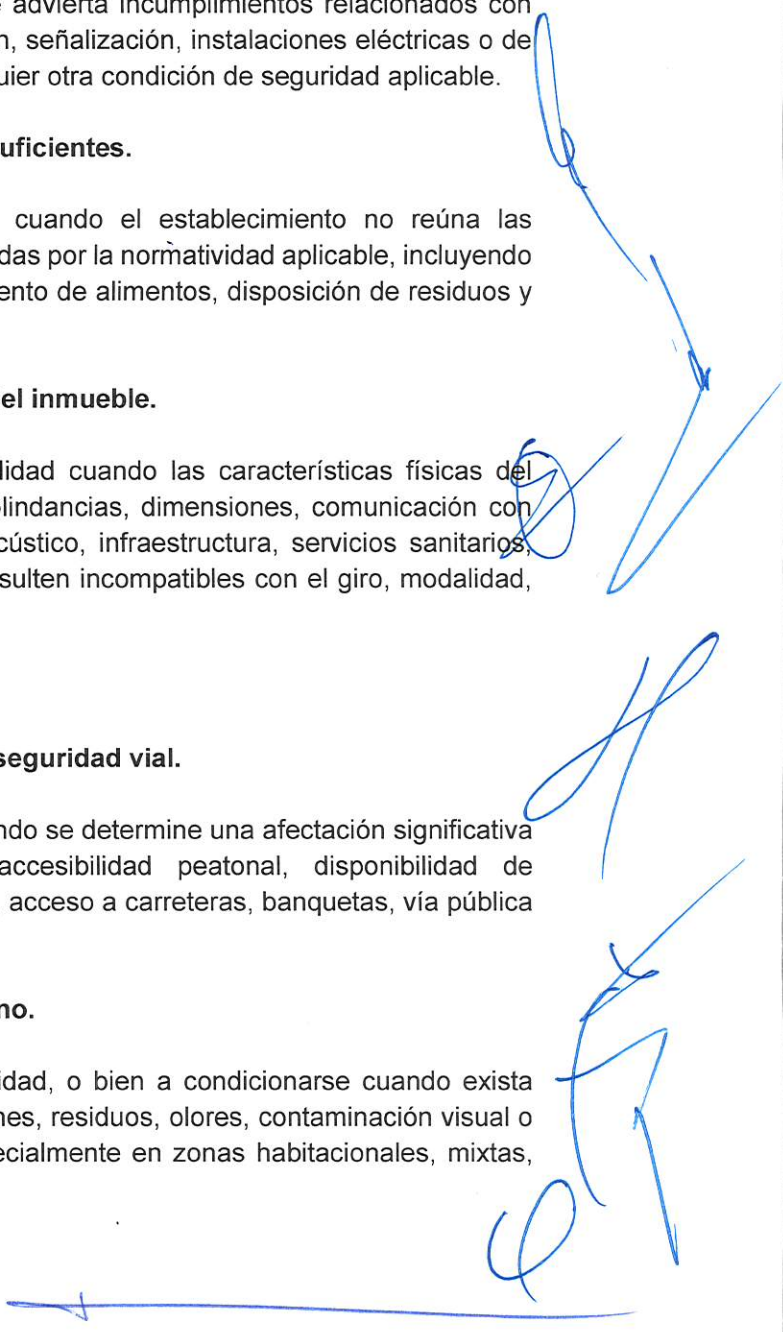 advierta incumplimientos relacionados con
n, señalización, instalaciones eléctricas o de
uier otra condición de seguridad aplicable.
uficientes.
cuando el establecimiento no reúna las
das por la normatividad aplicable, incluyendo
ento de alimentos, disposición de residuos y
el inmueble.
lidad cuando las características físicas del
olindancias, dimensiones, comunicación con
cústico, infraestructura, servicios sanitarios,
sulten incompatibles con el giro, modalidad,
seguridad vial.
ndo se determine una afectación significativa
accesibilidad peatonal, disponibilidad de
acceso a carreteras, banquetas, vía pública
no.
idad, o bien a condicionarse cuando exista
nes, residuos, olores, contaminación visual o
ecialmente en zonas habitacionales, mixtas,